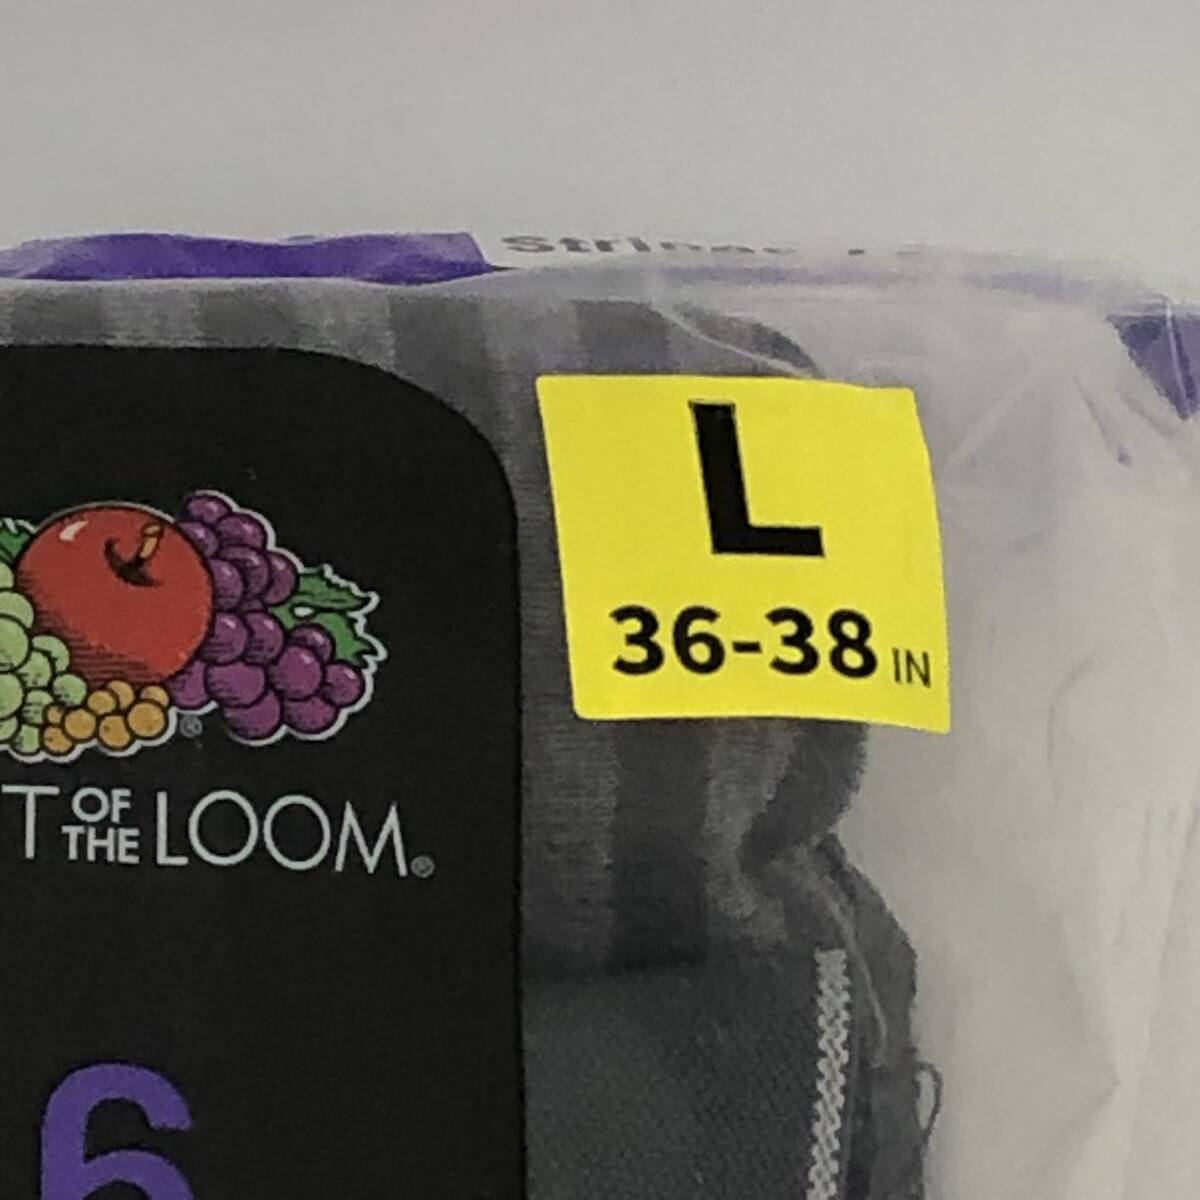 L
36-38 IN
T OF THE LOOM®
6